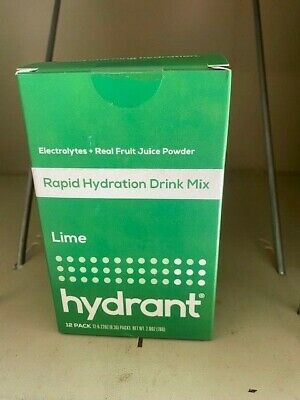 Electrolytes + Real Fruit Juice Powder
Rapid Hydration Drink Mix
Lime
hydrant®
12 PACK